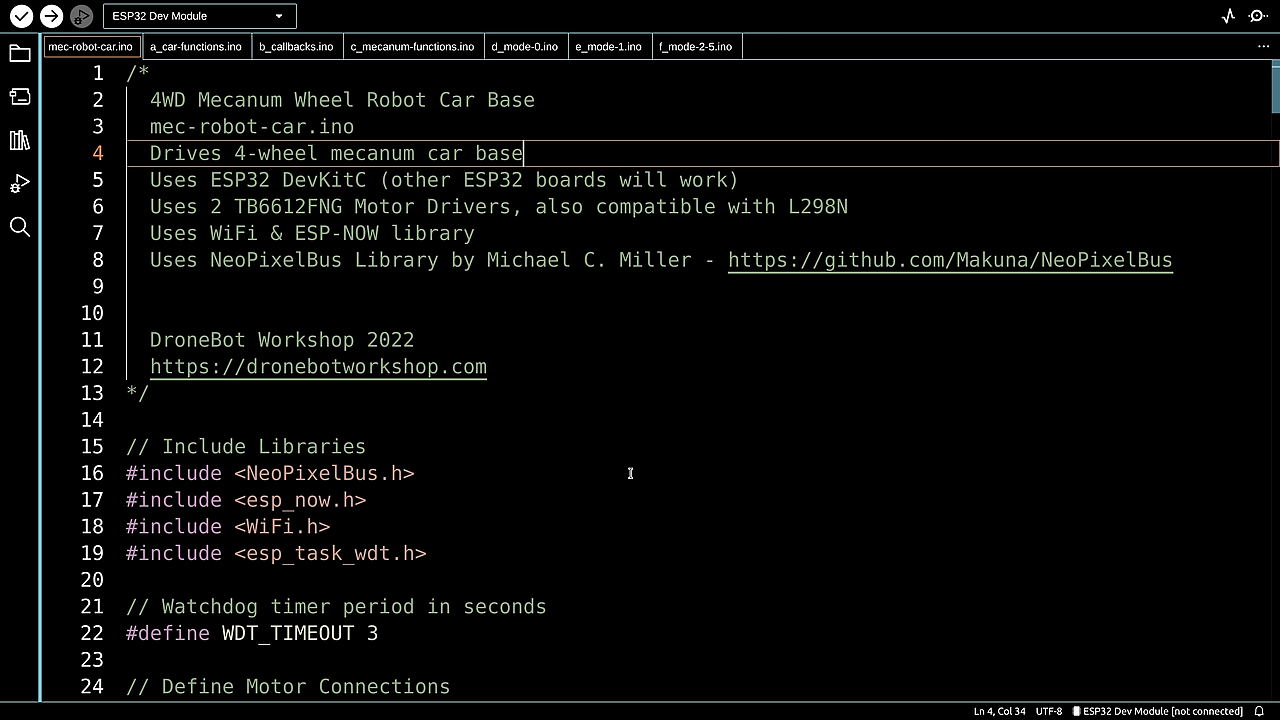 ESP32 Dev Module
mec-robot-car.ino a_car-functions.ino b_callbacks.ino c_mecanum-functions.ino d_mode-0.ino e_mode-1.ino f_mode-2-5.ino
1 /*
2 4WD Mecanum Wheel Robot Car Base
3 mec-robot-car.ino
4 Drives 4-wheel mecanum car base
5 Uses ESP32 DevKitC (other ESP32 boards will work)
6 Uses 2 TB6612FNG Motor Drivers, also compatible with L298N
7 Uses WiFi & ESP-NOW library
8 Uses NeoPixelBus Library by Michael C. Miller - https://github.com/Makuna/NeoPixelBus
9
10
11 DroneBot Workshop 2022
12 https://dronebotworkshop.com
13 */
14
15 // Include Libraries
16 #include <NeoPixelBus.h>
17 #include <esp_now.h>
18 #include <WiFi.h>
19 #include <esp_task_wdt.h>
20
21 // Watchdog timer period in seconds
22 #define WDT_TIMEOUT 3
23
24 // Define Motor Connections
Ln 4, Col 34 UTF-8 ESP32 Dev Module [not connected]